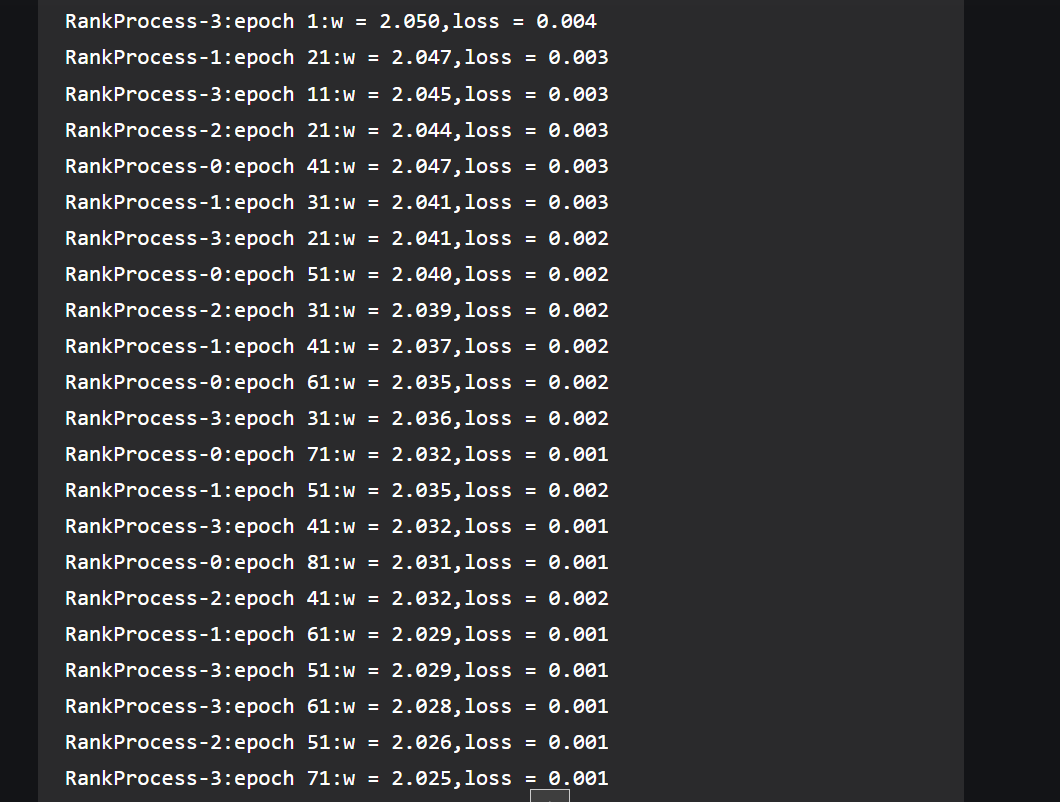 RankProcess-3:epoch 1:w = 2.050,loss = 0.004
RankProcess-1:epoch 21:w = 2.047,loss = 0.003
RankProcess-3:epoch 11:w = 2.045,loss = 0.003
RankProcess-2:epoch 21:w = 2.044,loss = 0.003
RankProcess-0:epoch 41:w = 2.047,loss = 0.003
RankProcess-1:epoch 31:w = 2.041,loss = 0.003
RankProcess-3:epoch 21:w = 2.041,loss = 0.002
RankProcess-0:epoch 51:w = 2.040,loss = 0.002
RankProcess-2:epoch 31:w = 2.039,loss = 0.002
RankProcess-1:epoch 41:w = 2.037,loss = 0.002
RankProcess-0:epoch 61:w = 2.035,loss = 0.002
RankProcess-3:epoch 31:w = 2.036,loss = 0.002
RankProcess-0:epoch 71:w = 2.032,loss = 0.001
RankProcess-1:epoch 51:w = 2.035,loss = 0.002
RankProcess-3:epoch 41:w = 2.032,loss = 0.001
RankProcess-0:epoch 81:w = 2.031,loss = 0.001
RankProcess-2:epoch 41:w = 2.032,loss = 0.002
RankProcess-1:epoch 61:w = 2.029,loss = 0.001
RankProcess-3:epoch 51:w = 2.029,loss = 0.001
RankProcess-3:epoch 61:w = 2.028,loss = 0.001
RankProcess-2:epoch 51:w = 2.026,loss = 0.001
RankProcess-3:epoch 71:w = 2.025,loss = 0.001